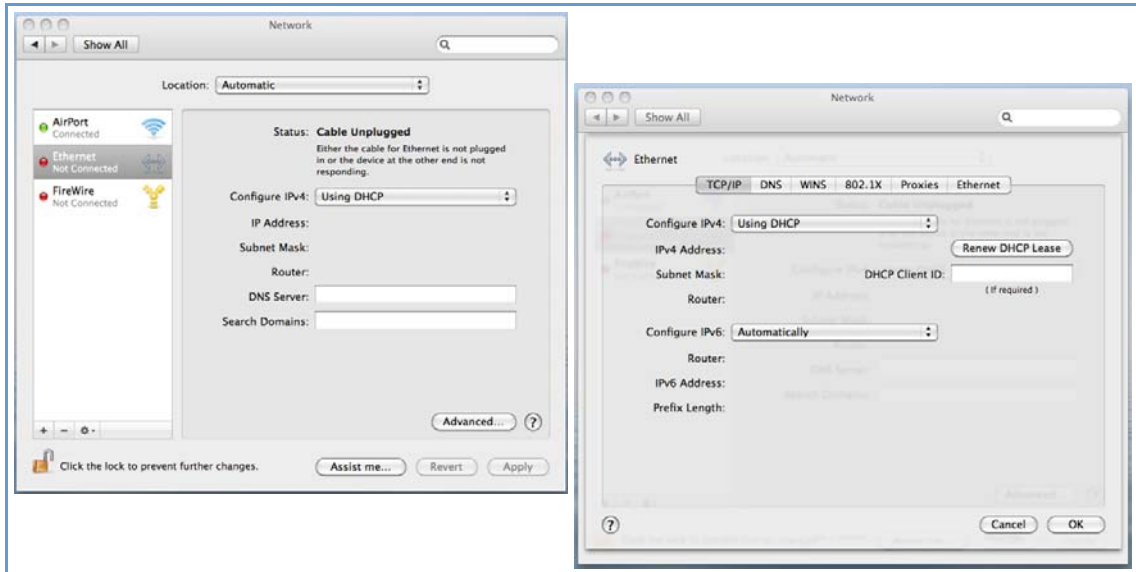 Network
Show All
Location: Automatic
AirPort
Connected
Ethernet
Not Connected
FireWire
Not Connected
Status: Cable Unplugged
Either the cable for Ethernet is not plugged
in or the device at the other end is not
responding.
Configure IPv4: Using DHCP
IP Address:
Subnet Mask:
Router:
DNS Server:
Search Domains:
Advanced... ?
Click the lock to prevent further changes.
Assist me... Revert Apply
Network
Show All
Ethernet
TCP/IP DNS WINS 802.1X Proxies Ethernet
Configure IPv4: Using DHCP
IPv4 Address: Renew DHCP Lease
Subnet Mask: DHCP Client ID:
( If required )
Router:
Configure IPv6: Automatically
Router:
IPv6 Address:
Prefix Length:
? Cancel OK